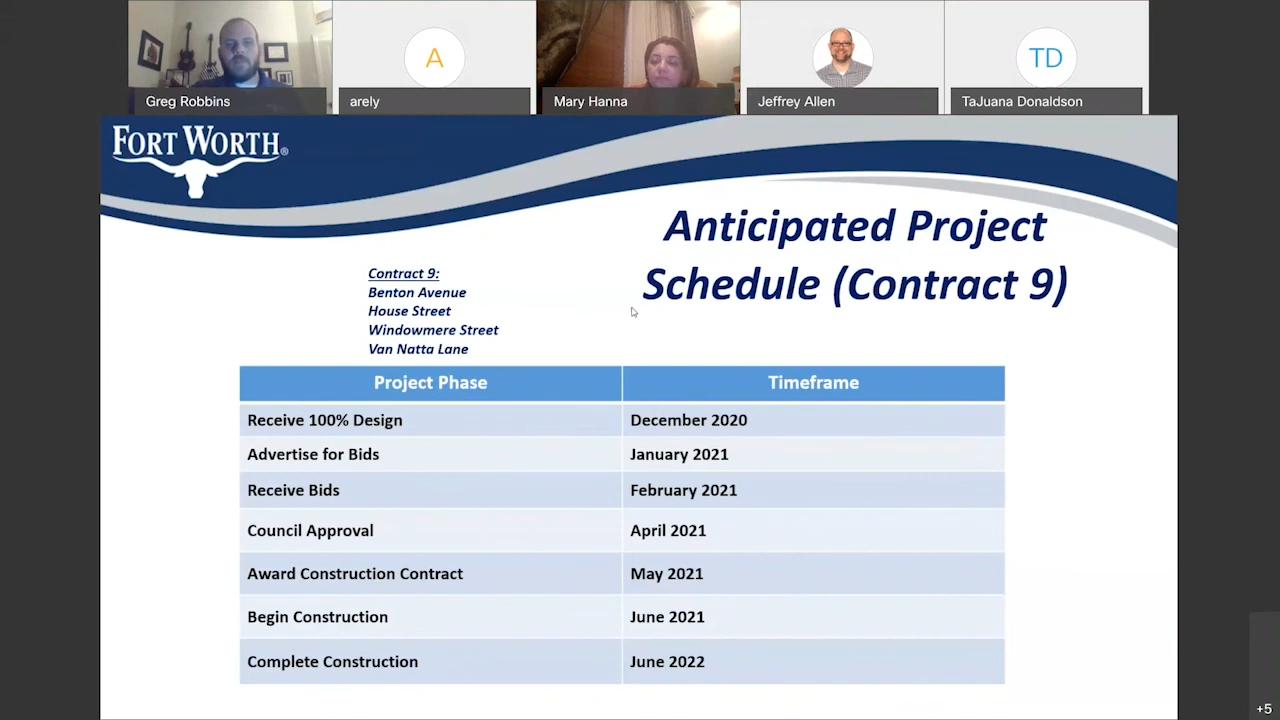 A
TD
Greg Robbins
arely
Mary Hanna
Jeffrey Allen
TaJuana Donaldson
FORT WORTH®
Anticipated Project
Schedule (Contract 9)
Contract 9:
Benton Avenue
House Street
Windowmere Street
Van Natta Lane
Project Phase Timeframe
Receive 100% Design December 2020
Advertise for Bids January 2021
Receive Bids February 2021
Council Approval April 2021
Award Construction Contract May 2021
Begin Construction June 2021
Complete Construction June 2022
+5